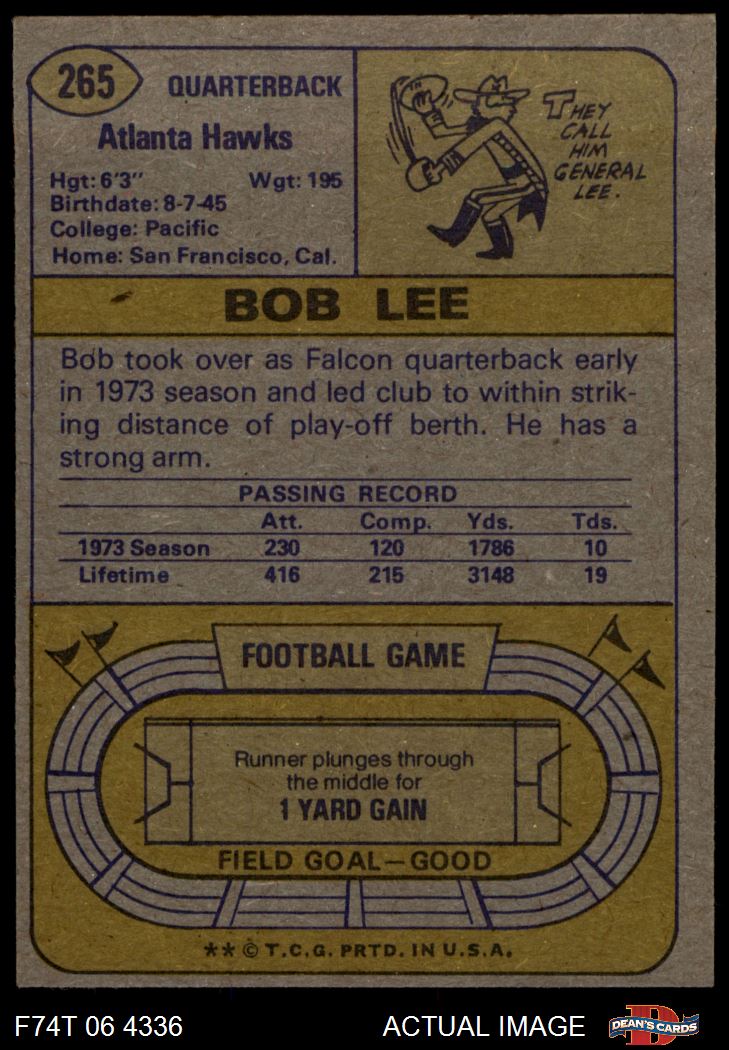 265
QUARTERBACK
Atlanta Hawks
Hgt: 6'3" Wgt: 195
Birthdate: 8-7-45
College: Pacific
Home: San Francisco, Cal.
THEY
CALL
HIM
GENERAL
LEE.
BOB LEE
Bob took over as Falcon quarterback early
in 1973 season and led club to within strik-
ing distance of play-off berth. He has a
strong arm.
PASSING RECORD
Att. Comp. Yds. Tds.
1973 Season 230 120 1786 10
Lifetime 416 215 3148 19
FOOTBALL GAME
Runner plunges through
the middle for
1 YARD GAIN
FIELD GOAL—GOOD
** © T.C.G. PRTD. IN U.S.A.
F74T 06 4336 ACTUAL IMAGE DEAN'S CARDS